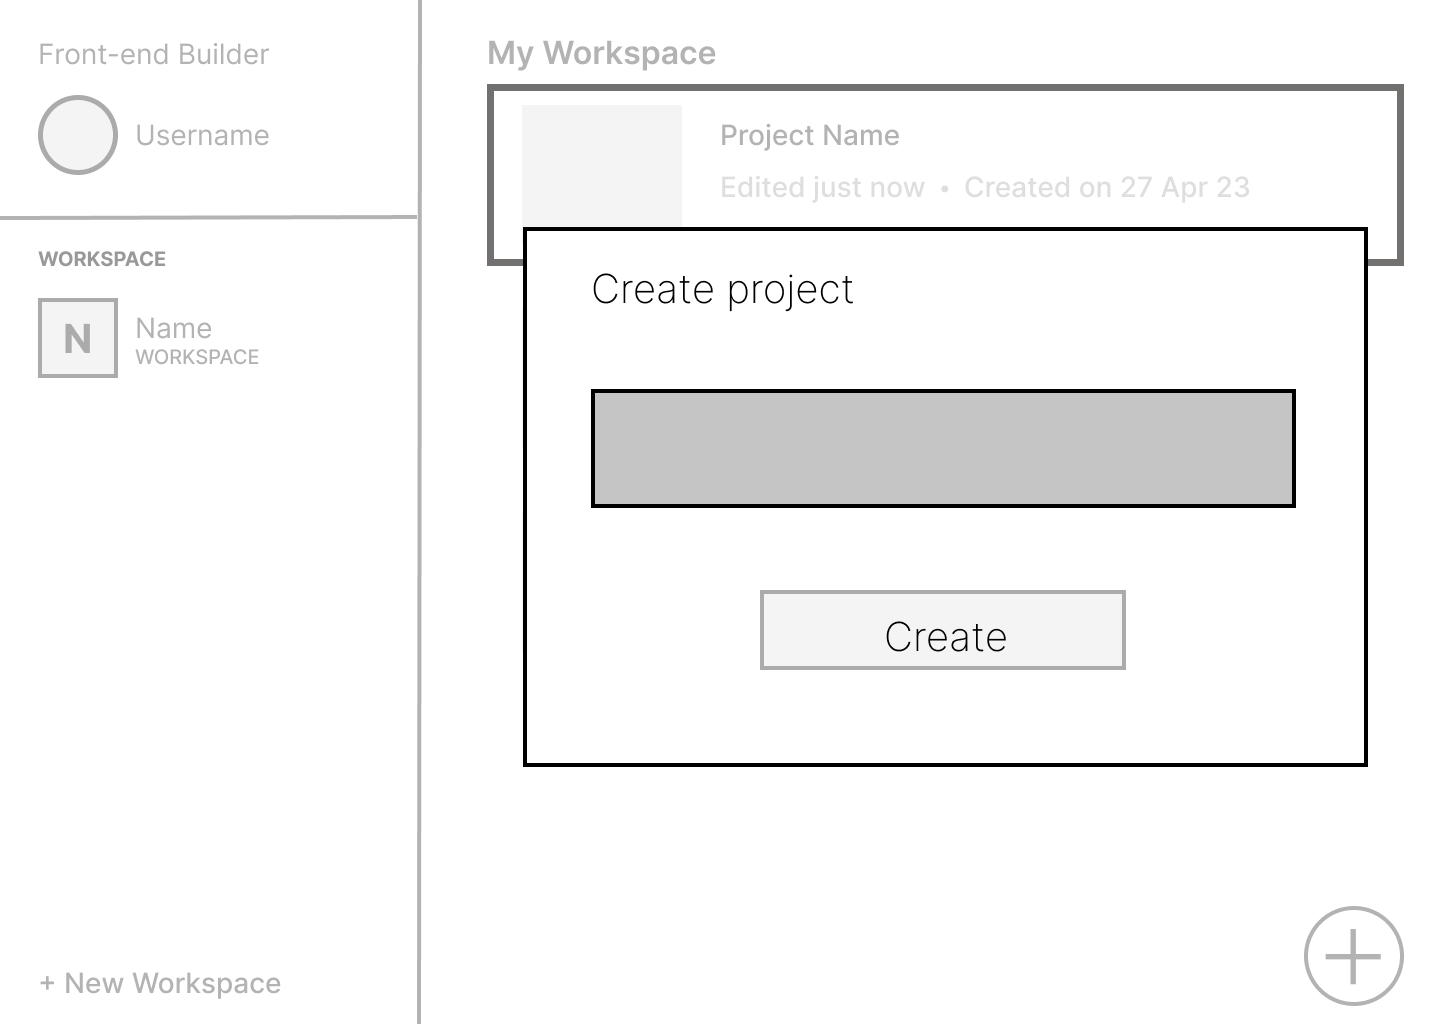 Front-end Builder
Username
WORKSPACE
N
Name
WORKSPACE
+ New Workspace
My Workspace
Project Name
Edited just now • Created on 27 Apr 23
Create project
Create